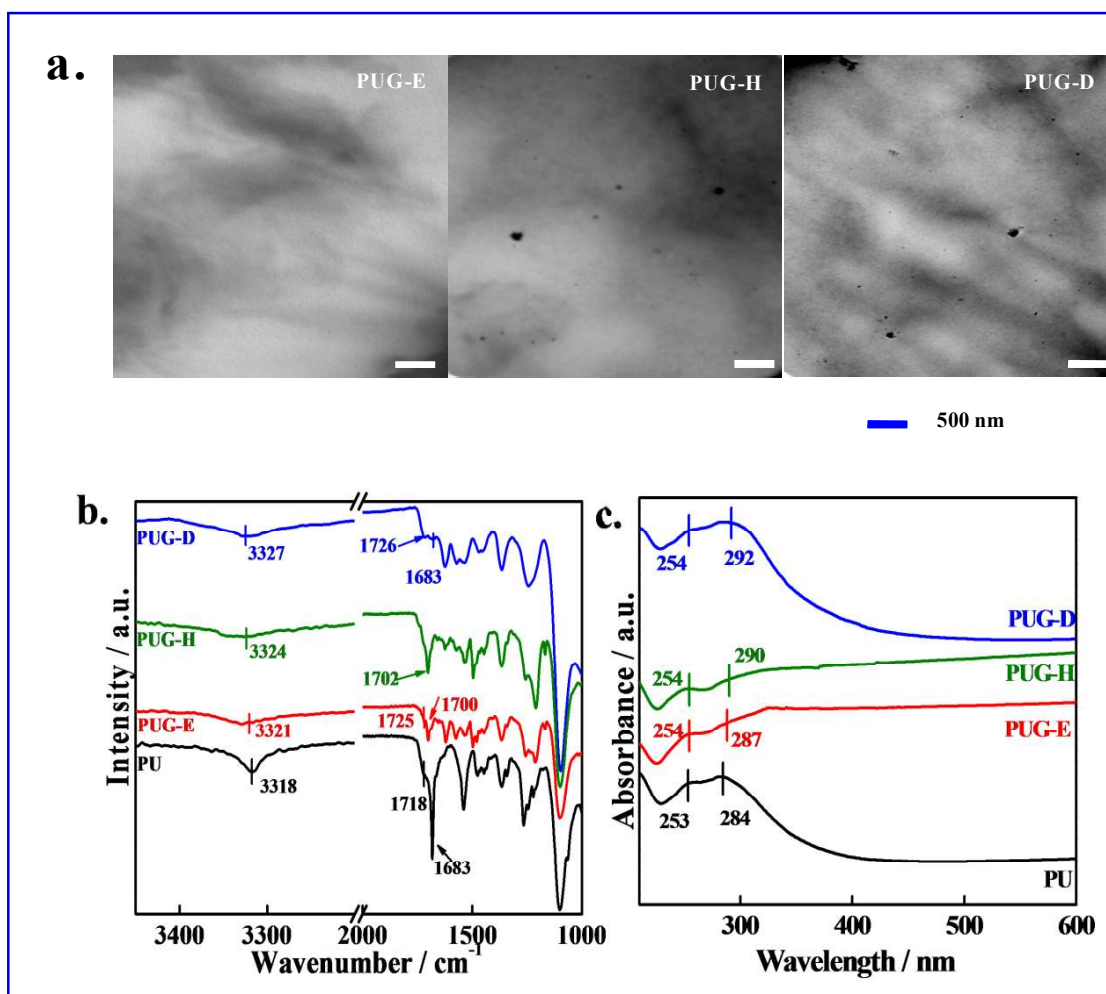 a.
PUG-E
PUG-H
PUG-D
500 nm
b.
PUG-D
3327
1726
1683
PUG-H
3324
1702
PUG-E
3321
1725
1700
PU
3318
1718
1683
Intensity / a.u.
3400 3300 2000 1500 1000
Wavenumber / cm⁻¹
c.
254
292
PUG-D
254
290
PUG-H
254
287
PUG-E
253
284
PU
Absorbance / a.u.
300 400 500 600
Wavelength / nm